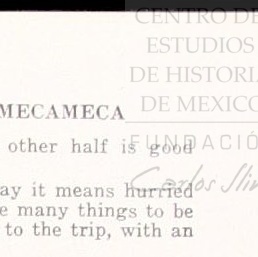 CENTRO DE
ESTUDIOS
DE HISTORIA
DE MEXICO
MECAMECA
FUNDACIÓ
other half is good
Carlos Slim
ay it means hurried
e many things to be
to the trip, with an